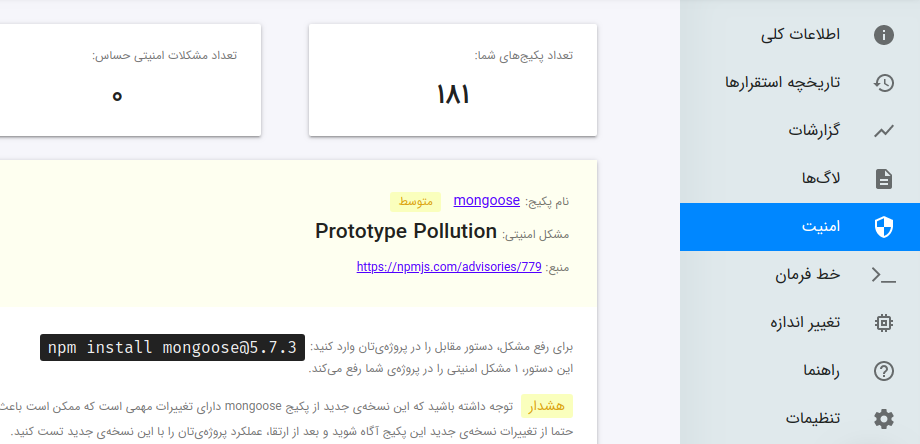 اطلاعات کلی
تاریخچه استقرارها
گزارشات
لاگ‌ها
امنیت
خط فرمان
تغییر اندازه
راهنما
تنظیمات
تعداد پکیج‌های شما:
۱۸۱
تعداد مشکلات امنیتی حساس:
۰
نام پکیج: mongoose متوسط
مشکل امنیتی: Prototype Pollution
منبع: https://npmjs.com/advisories/779
برای رفع مشکل، دستور مقابل را در پروژه‌ی‌تان وارد کنید: npm install mongoose@5.7.3
این دستور، ۱ مشکل امنیتی را در پروژه‌ی شما رفع می‌کند.
هشدار توجه داشته باشید که این نسخه‌ی جدید از پکیج mongoose دارای تغییرات مهمی است که ممکن است باعث
حتما از تغییرات نسخه‌ی جدید این پکیج آگاه شوید و بعد از ارتقا، عملکرد پروژه‌ی‌تان را با این نسخه‌ی جدید تست کنید.